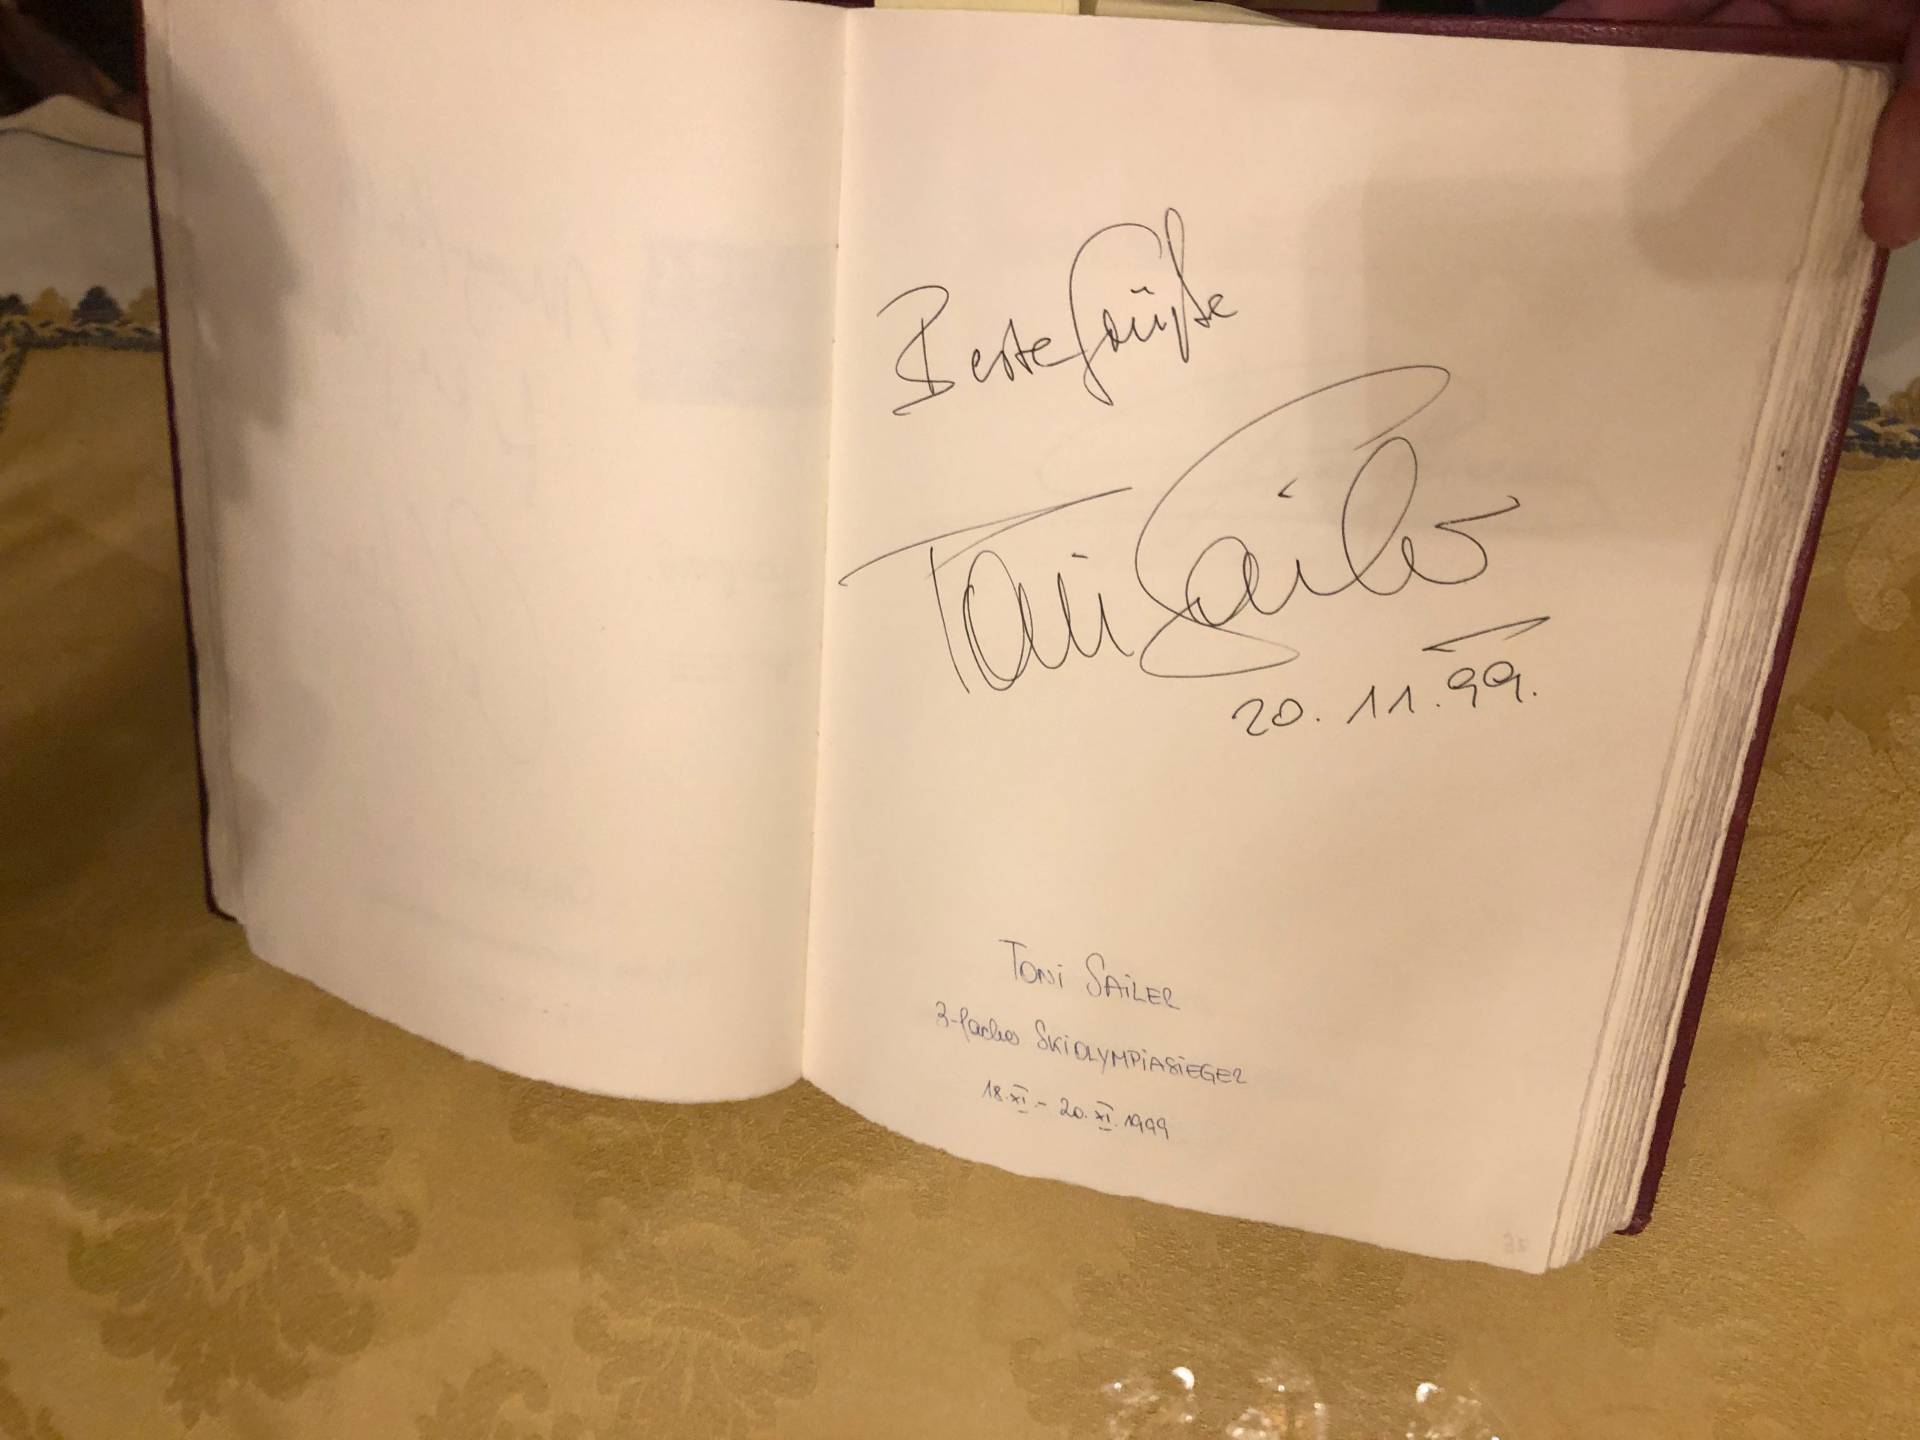 Beste Grüße
Toni Sailer
20.11.99.
TONI SAILER
3-facher SKIOLYMPiASiEGER
18.XI.- 20.XI.1999